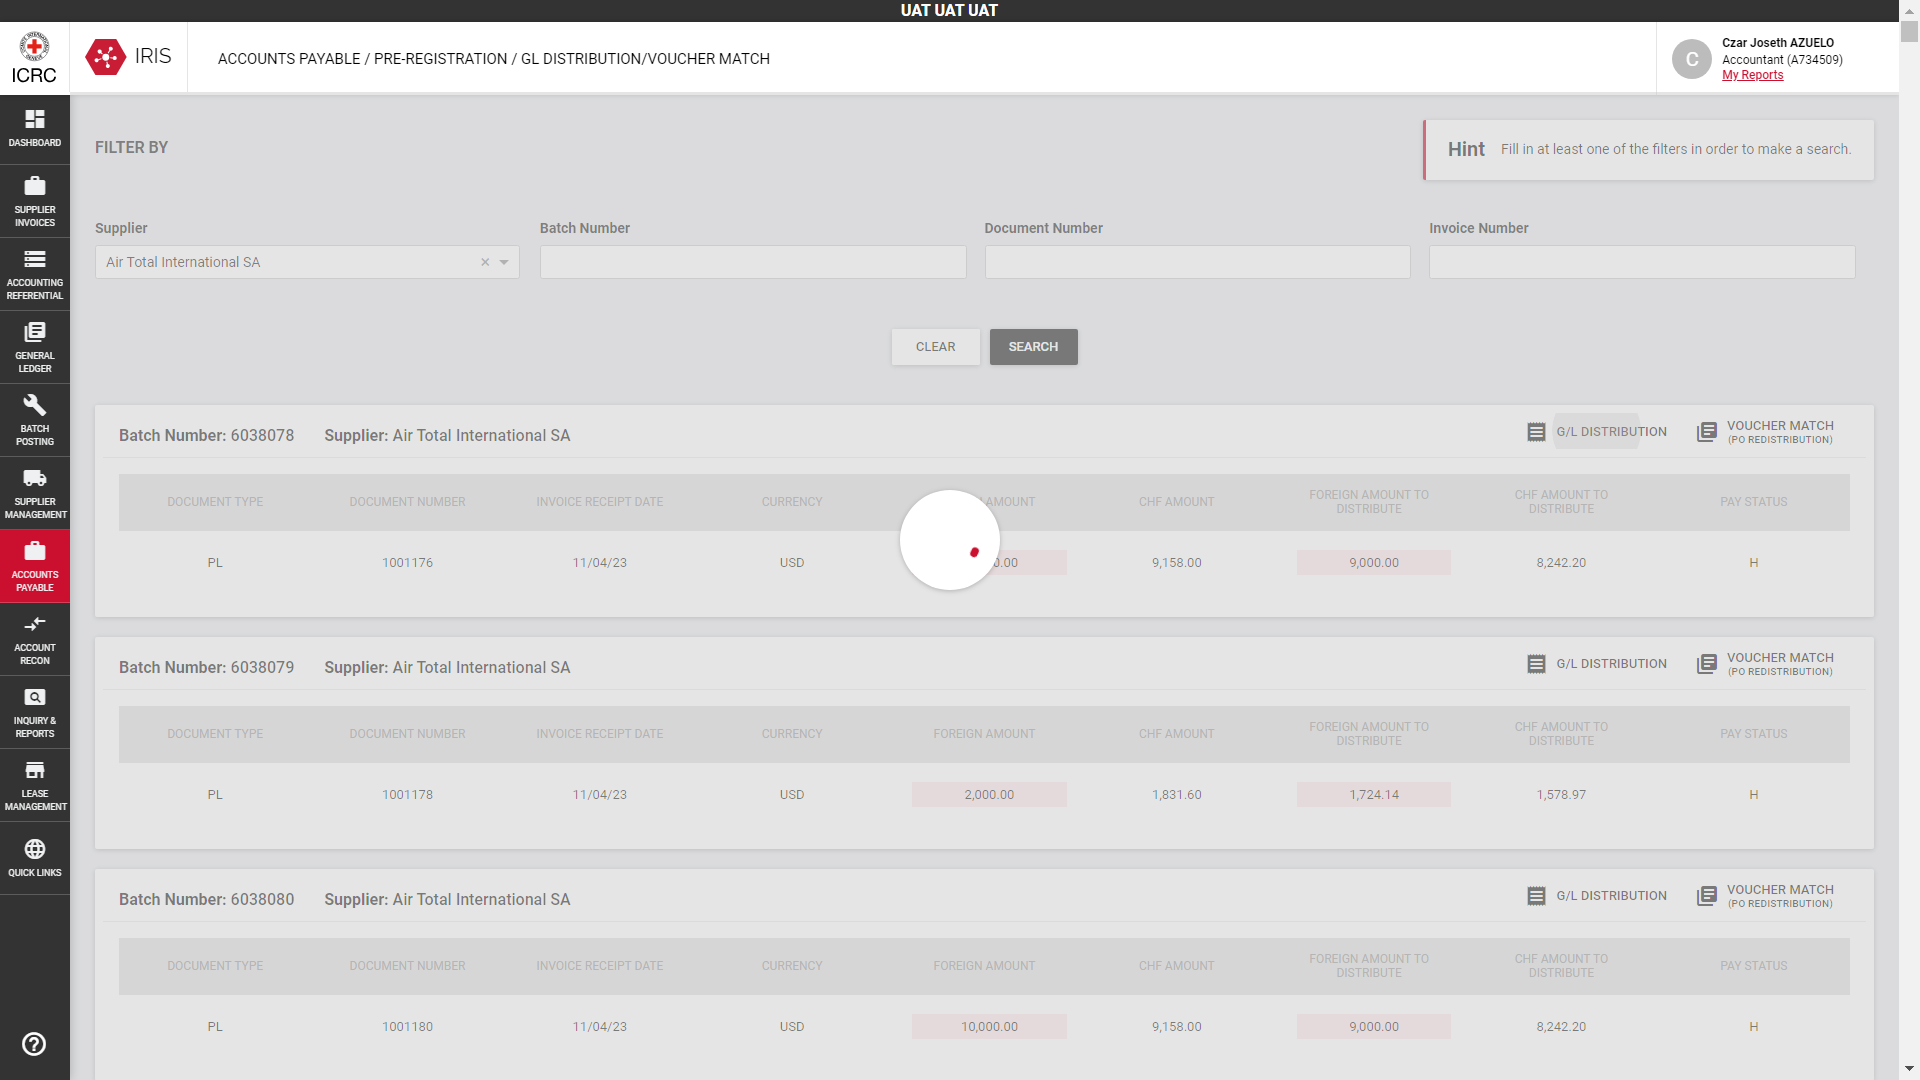 UAT UAT UAT
ICRC
IRIS
ACCOUNTS PAYABLE / PRE-REGISTRATION / GL DISTRIBUTION/VOUCHER MATCH
C
Czar Joseth AZUELO
Accountant (A734509)
My Reports
DASHBOARD
SUPPLIER
INVOICES
ACCOUNTING
REFERENTIAL
GENERAL
LEDGER
BATCH
POSTING
SUPPLIER
MANAGEMENT
ACCOUNTS
PAYABLE
ACCOUNT
RECON
INQUIRY &
REPORTS
LEASE
MANAGEMENT
QUICK LINKS
FILTER BY
Hint Fill in at least one of the filters in order to make a search.
Supplier Batch Number Document Number Invoice Number
Air Total International SA
CLEAR SEARCH
Batch Number: 6038078 Supplier: Air Total International SA
G/L DISTRIBUTION
VOUCHER MATCH
(PO REDISTRIBUTION)
DOCUMENT TYPE DOCUMENT NUMBER INVOICE RECEIPT DATE CURRENCY AMOUNT CHF AMOUNT FOREIGN AMOUNT TO DISTRIBUTE CHF AMOUNT TO DISTRIBUTE PAY STATUS
PL 1001176 11/04/23 USD 9,158.00 9,000.00 8,242.20 H
Batch Number: 6038079 Supplier: Air Total International SA
G/L DISTRIBUTION
VOUCHER MATCH
(PO REDISTRIBUTION)
DOCUMENT TYPE DOCUMENT NUMBER INVOICE RECEIPT DATE CURRENCY FOREIGN AMOUNT CHF AMOUNT FOREIGN AMOUNT TO DISTRIBUTE CHF AMOUNT TO DISTRIBUTE PAY STATUS
PL 1001178 11/04/23 USD 2,000.00 1,831.60 1,724.14 1,578.97 H
Batch Number: 6038080 Supplier: Air Total International SA
G/L DISTRIBUTION
VOUCHER MATCH
(PO REDISTRIBUTION)
DOCUMENT TYPE DOCUMENT NUMBER INVOICE RECEIPT DATE CURRENCY FOREIGN AMOUNT CHF AMOUNT FOREIGN AMOUNT TO DISTRIBUTE CHF AMOUNT TO DISTRIBUTE PAY STATUS
PL 1001180 11/04/23 USD 10,000.00 9,158.00 9,000.00 8,242.20 H